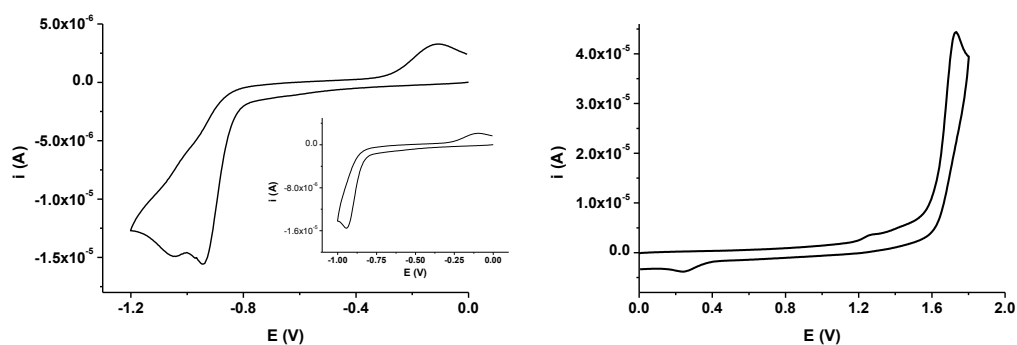 5.0x10⁻⁶
0.0
-5.0x10⁻⁶
-1.0x10⁻⁵
-1.5x10⁻⁵
i (A)
-1.2
-0.8
-0.4
0.0
E (V)
0.0
-8.0x10⁻⁶
-1.6x10⁻⁵
i (A)
-1.00
-0.75
-0.50
-0.25
0.00
E (V)
4.0x10⁻⁵
3.0x10⁻⁵
2.0x10⁻⁵
1.0x10⁻⁵
0.0
i (A)
0.0
0.4
0.8
1.2
1.6
2.0
E (V)